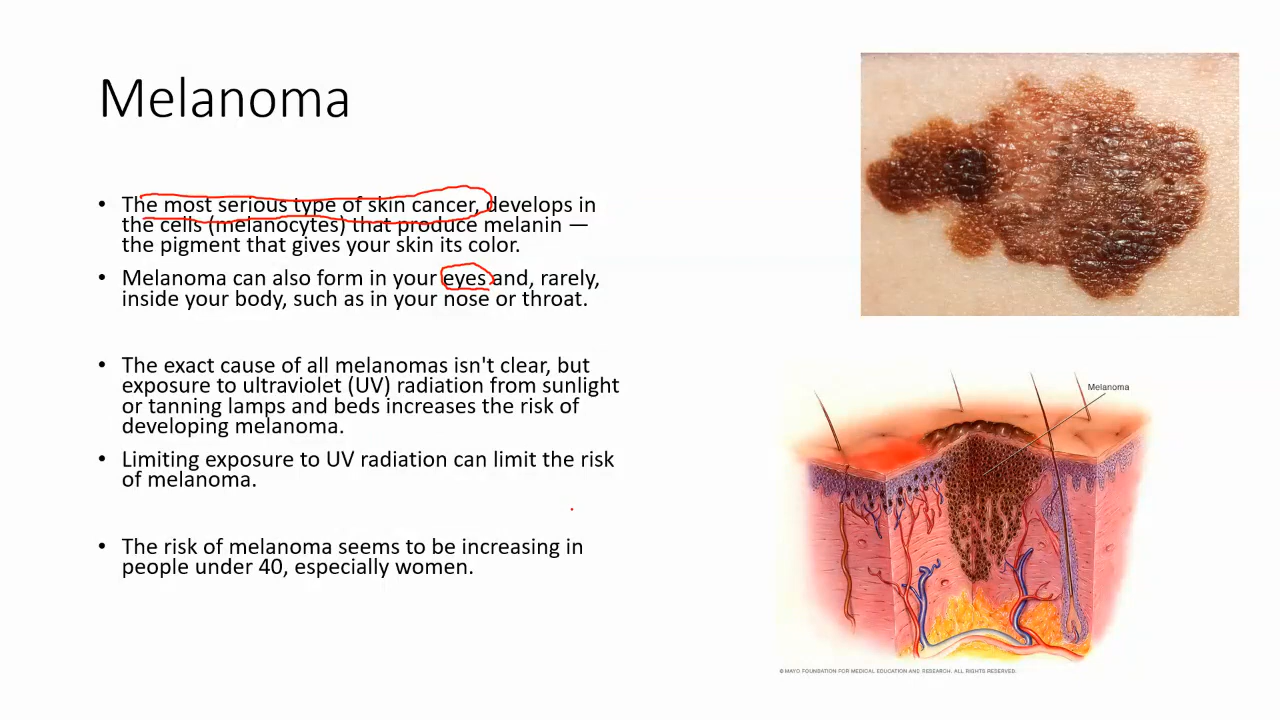 Melanoma
• The most serious type of skin cancer, develops in
the cells (melanocytes) that produce melanin —
the pigment that gives your skin its color.
• Melanoma can also form in your eyes and, rarely,
inside your body, such as in your nose or throat.
• The exact cause of all melanomas isn't clear, but
exposure to ultraviolet (UV) radiation from sunlight
or tanning lamps and beds increases the risk of
developing melanoma.
• Limiting exposure to UV radiation can limit the risk
of melanoma.
• The risk of melanoma seems to be increasing in
people under 40, especially women.
Melanoma
© MAYO FOUNDATION FOR MEDICAL EDUCATION AND RESEARCH. ALL RIGHTS RESERVED.